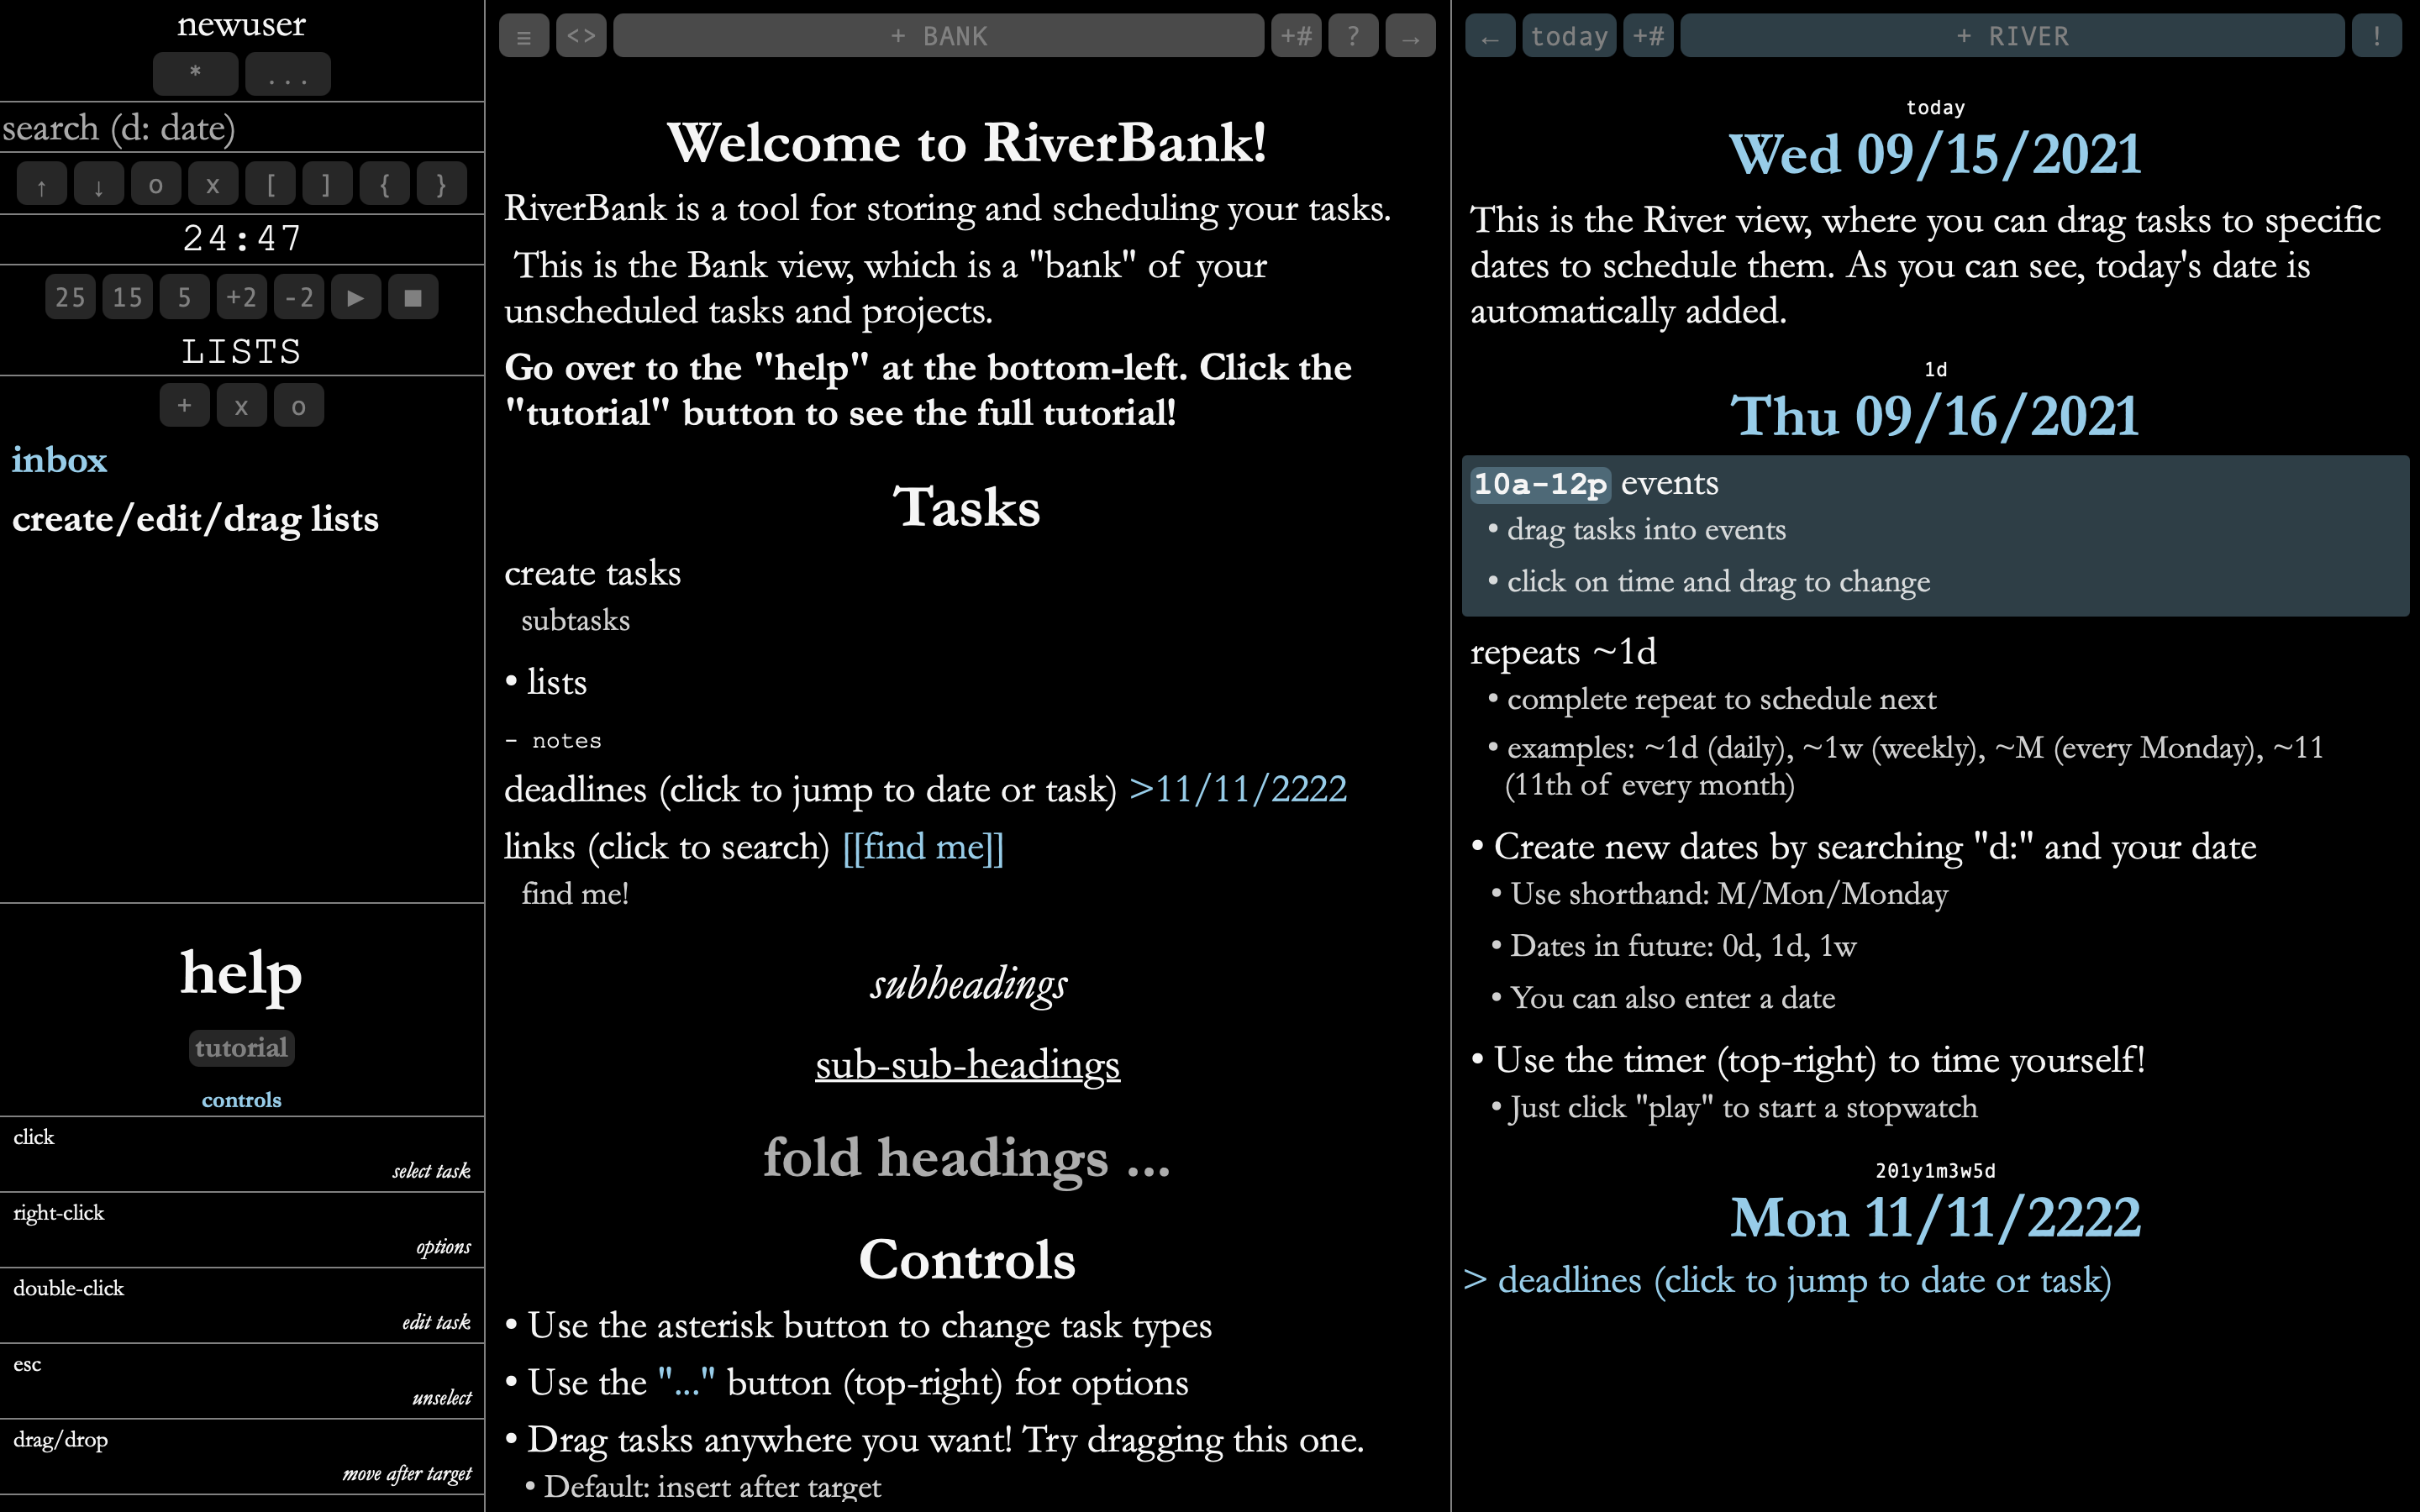 newuser
* ...
search (d: date)
↑ ↓ o x [ ] { }
24:47
25 15 5 +2 -2 ▶ ■
LISTS
+ x o
inbox
create/edit/drag lists
help
tutorial
controls
click
select task
right-click
options
double-click
edit task
esc
unselect
drag/drop
move after target
≡ <> + BANK +# ? →
Welcome to RiverBank!
RiverBank is a tool for storing and scheduling your tasks.
This is the Bank view, which is a "bank" of your
unscheduled tasks and projects.
Go over to the "help" at the bottom-left. Click the
"tutorial" button to see the full tutorial!
Tasks
create tasks
subtasks
• lists
- notes
deadlines (click to jump to date or task) >11/11/2222
links (click to search) [[find me]]
find me!
subheadings
sub-sub-headings
fold headings ...
Controls
• Use the asterisk button to change task types
• Use the "..." button (top-right) for options
• Drag tasks anywhere you want! Try dragging this one.
• Default: insert after target
← today +# + RIVER !
today
Wed 09/15/2021
This is the River view, where you can drag tasks to specific
dates to schedule them. As you can see, today's date is
automatically added.
1d
Thu 09/16/2021
10a-12p events
• drag tasks into events
• click on time and drag to change
repeats ~1d
• complete repeat to schedule next
• examples: ~1d (daily), ~1w (weekly), ~M (every Monday), ~11
(11th of every month)
• Create new dates by searching "d:" and your date
• Use shorthand: M/Mon/Monday
• Dates in future: 0d, 1d, 1w
• You can also enter a date
• Use the timer (top-right) to time yourself!
• Just click "play" to start a stopwatch
201y1m3w5d
Mon 11/11/2222
> deadlines (click to jump to date or task)